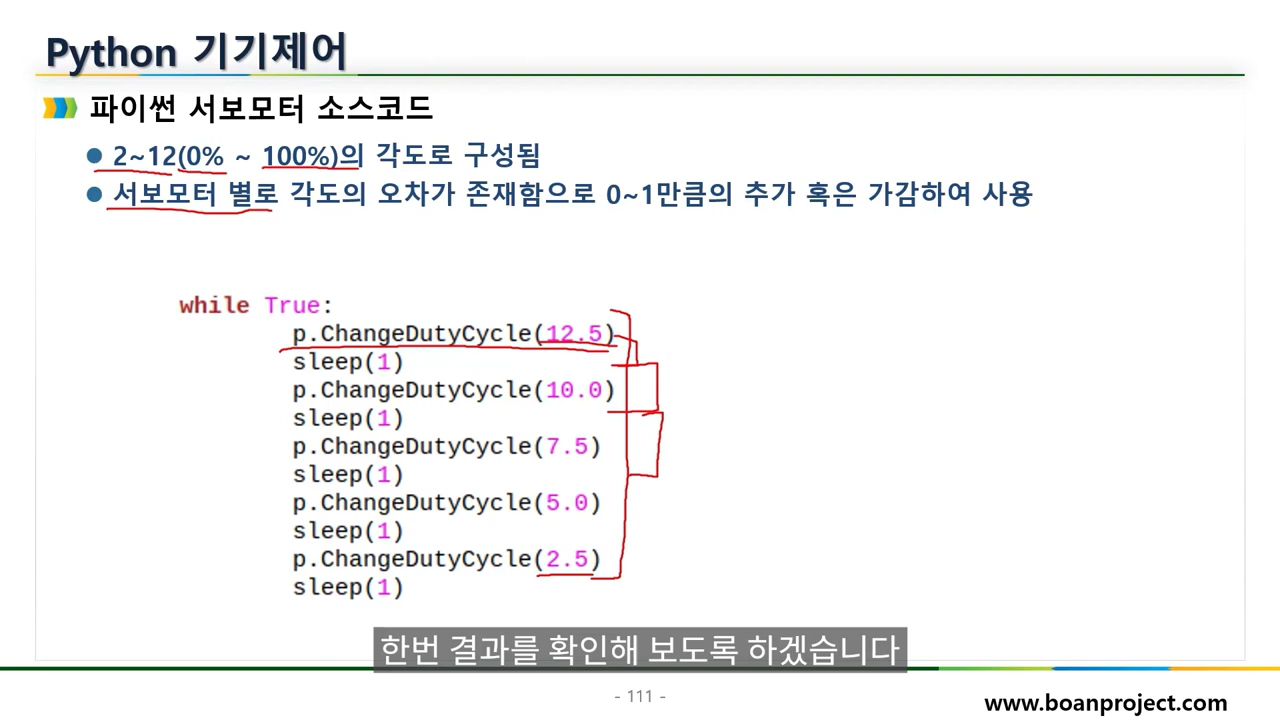 Python 기기제어
파이썬 서보모터 소스코드
2~12(0% ~ 100%)의 각도로 구성됨
서보모터 별로 각도의 오차가 존재함으로 0~1만큼의 추가 혹은 가감하여 사용
while True:
p.ChangeDutyCycle(12.5)
sleep(1)
p.ChangeDutyCycle(10.0)
sleep(1)
p.ChangeDutyCycle(7.5)
sleep(1)
p.ChangeDutyCycle(5.0)
sleep(1)
p.ChangeDutyCycle(2.5)
sleep(1)
한번 결과를 확인해 보도록 하겠습니다
- 111 -
www.boanproject.com